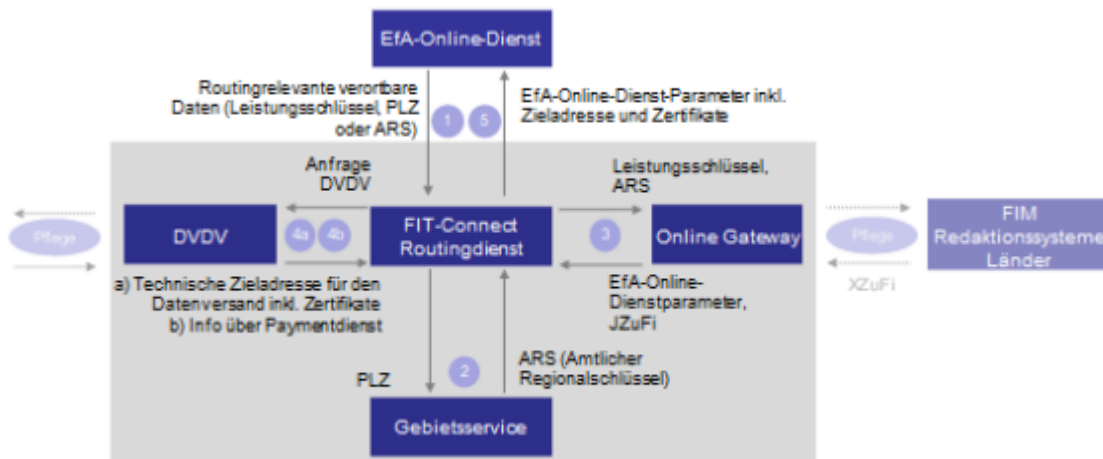 EfA-Online-Dienst
Routingrelevante verortbare
Daten (Leistungsschlüssel, PLZ
oder ARS)
1
5
EfA-Online-Dienst-Parameter inkl.
Zieladresse und Zertifikate
Anfrage
DVDV
Leistungsschlüssel,
ARS
Pflege
DVDV
4a
4b
FIT-Connect
Routingdienst
3
Online Gateway
Pflege
FIM
Redaktionssysteme
Länder
a) Technische Zieladresse für den
Datenversand inkl. Zertifikate
b) Info über Paymentdienst
EfA-Online-
Dienstparameter,
JZuFi
XZuFi
PLZ
2
ARS (Amtlicher
Regionalschlüssel)
Gebietsservice